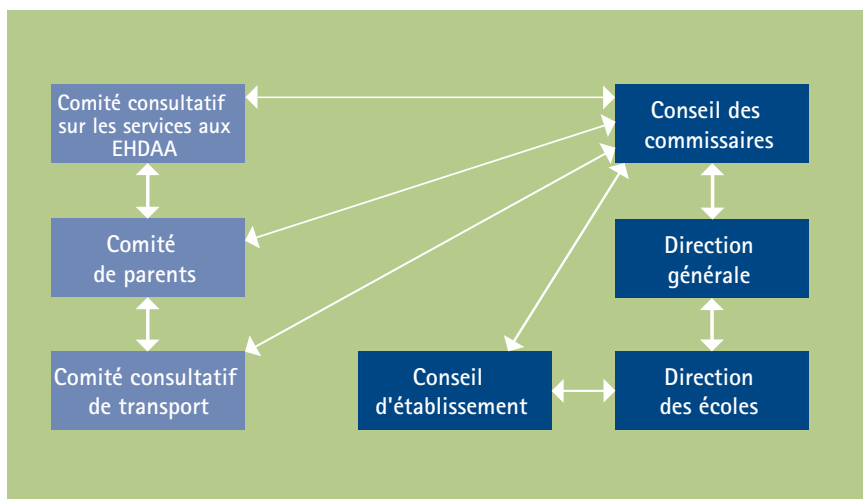 Comité consultatif
sur les services aux
EHDAA
Conseil des
commissaires
Comité
de parents
Direction
générale
Comité consultatif
de transport
Conseil
d'établissement
Direction
des écoles